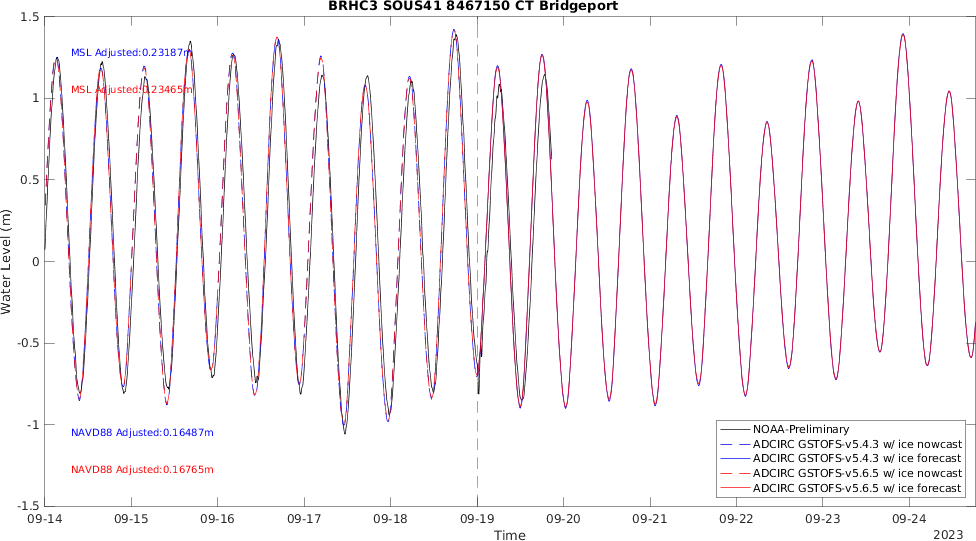 BRHC3 SOUS41 8467150 CT Bridgeport
1.5
1
0.5
0
-0.5
-1
-1.5
Water Level (m)
MSL Adjusted:0.23187m
MSL Adjusted:0.23465m
NAVD88 Adjusted:0.16487m
NAVD88 Adjusted:0.16765m
NOAA-Preliminary
ADCIRC GSTOFS-v5.4.3 w/ ice nowcast
ADCIRC GSTOFS-v5.4.3 w/ ice forecast
ADCIRC GSTOFS-v5.6.5 w/ ice nowcast
ADCIRC GSTOFS-v5.6.5 w/ ice forecast
09-14 09-15 09-16 09-17 09-18 09-19 09-20 09-21 09-22 09-23 09-24
Time
2023